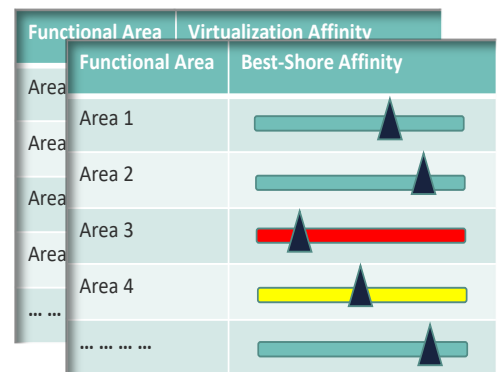 Functional Area Virtualization Affinity
Functional Area Best-Shore Affinity
Area
Area 1
Area
Area 2
Area
Area 3
Area
Area 4
... ...
... ... ... ...